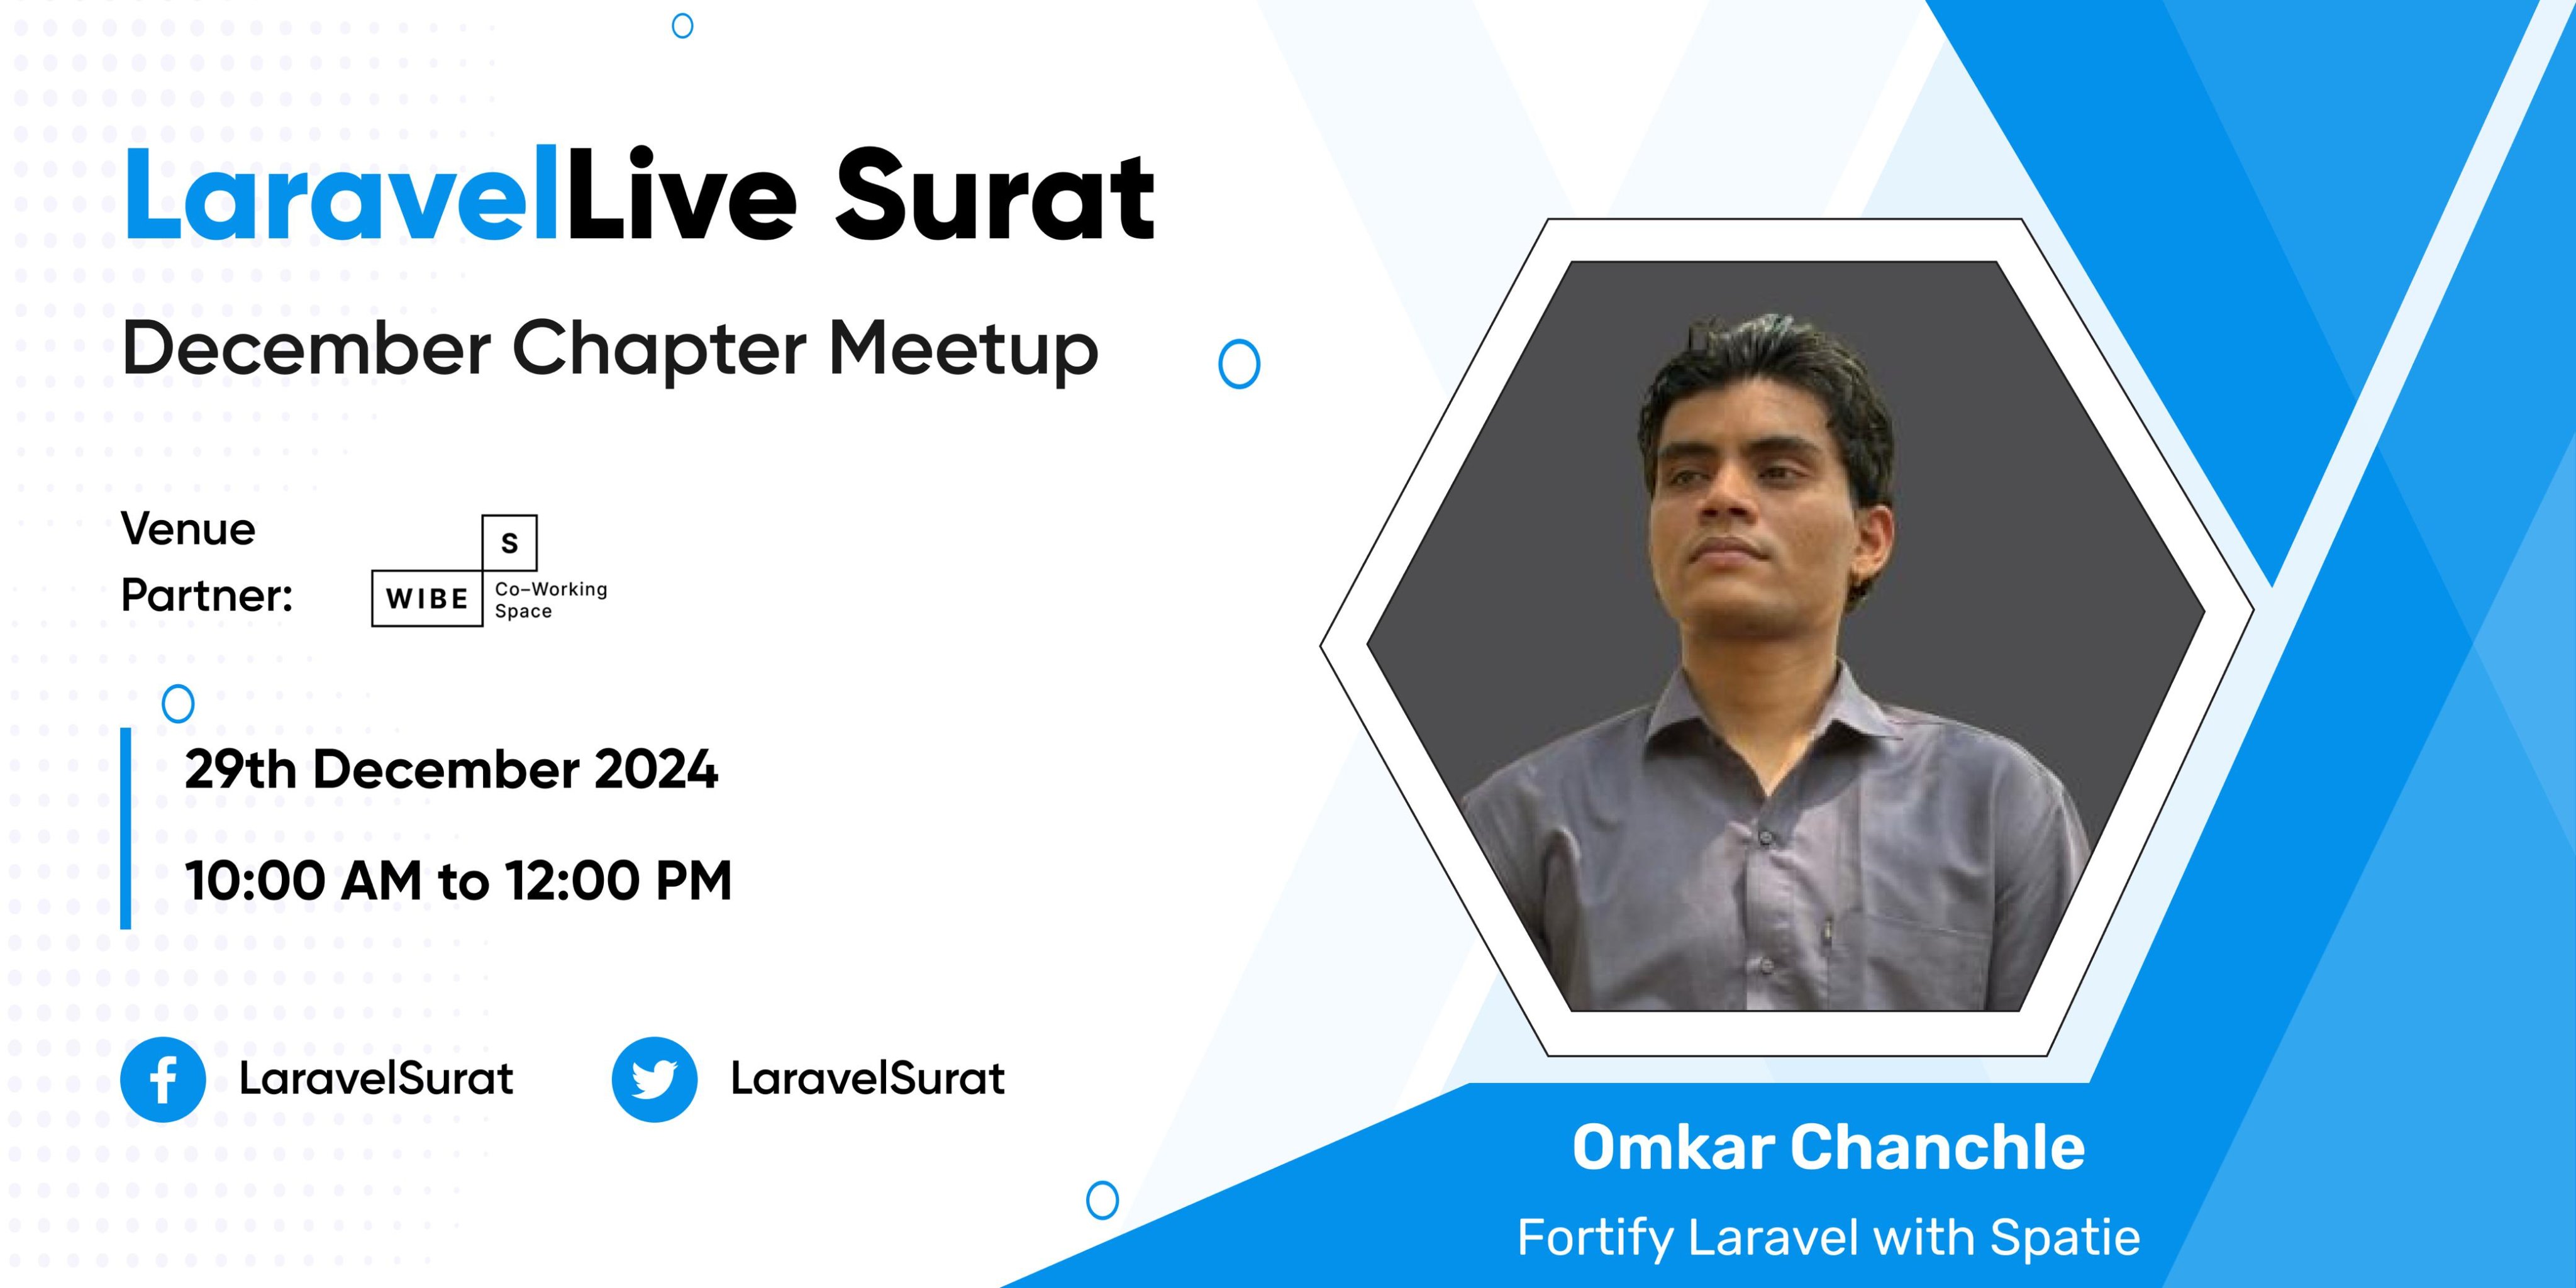 LaravelLive Surat
December Chapter Meetup
Venue
Partner:
S
WIBE
Co-Working
Space
29th December 2024
10:00 AM to 12:00 PM
LaravelSurat
LaravelSurat
Omkar Chanchle
Fortify Laravel with Spatie